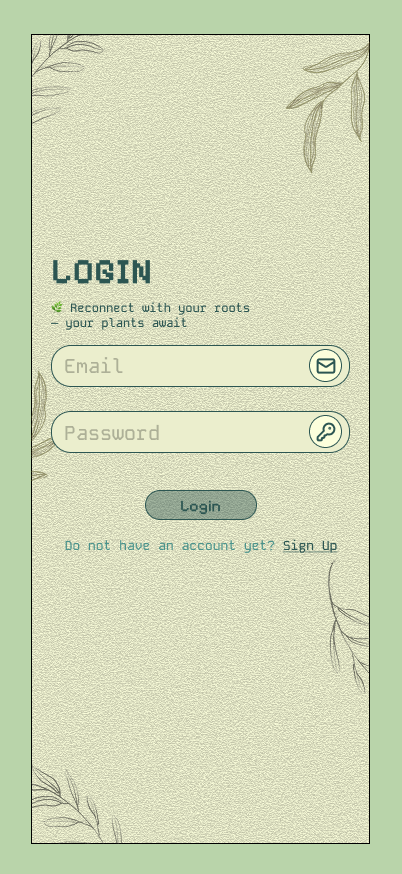 LOGIN
🌿 Reconnect with your roots
— your plants await
Email
Password
Login
Do not have an account yet? Sign Up